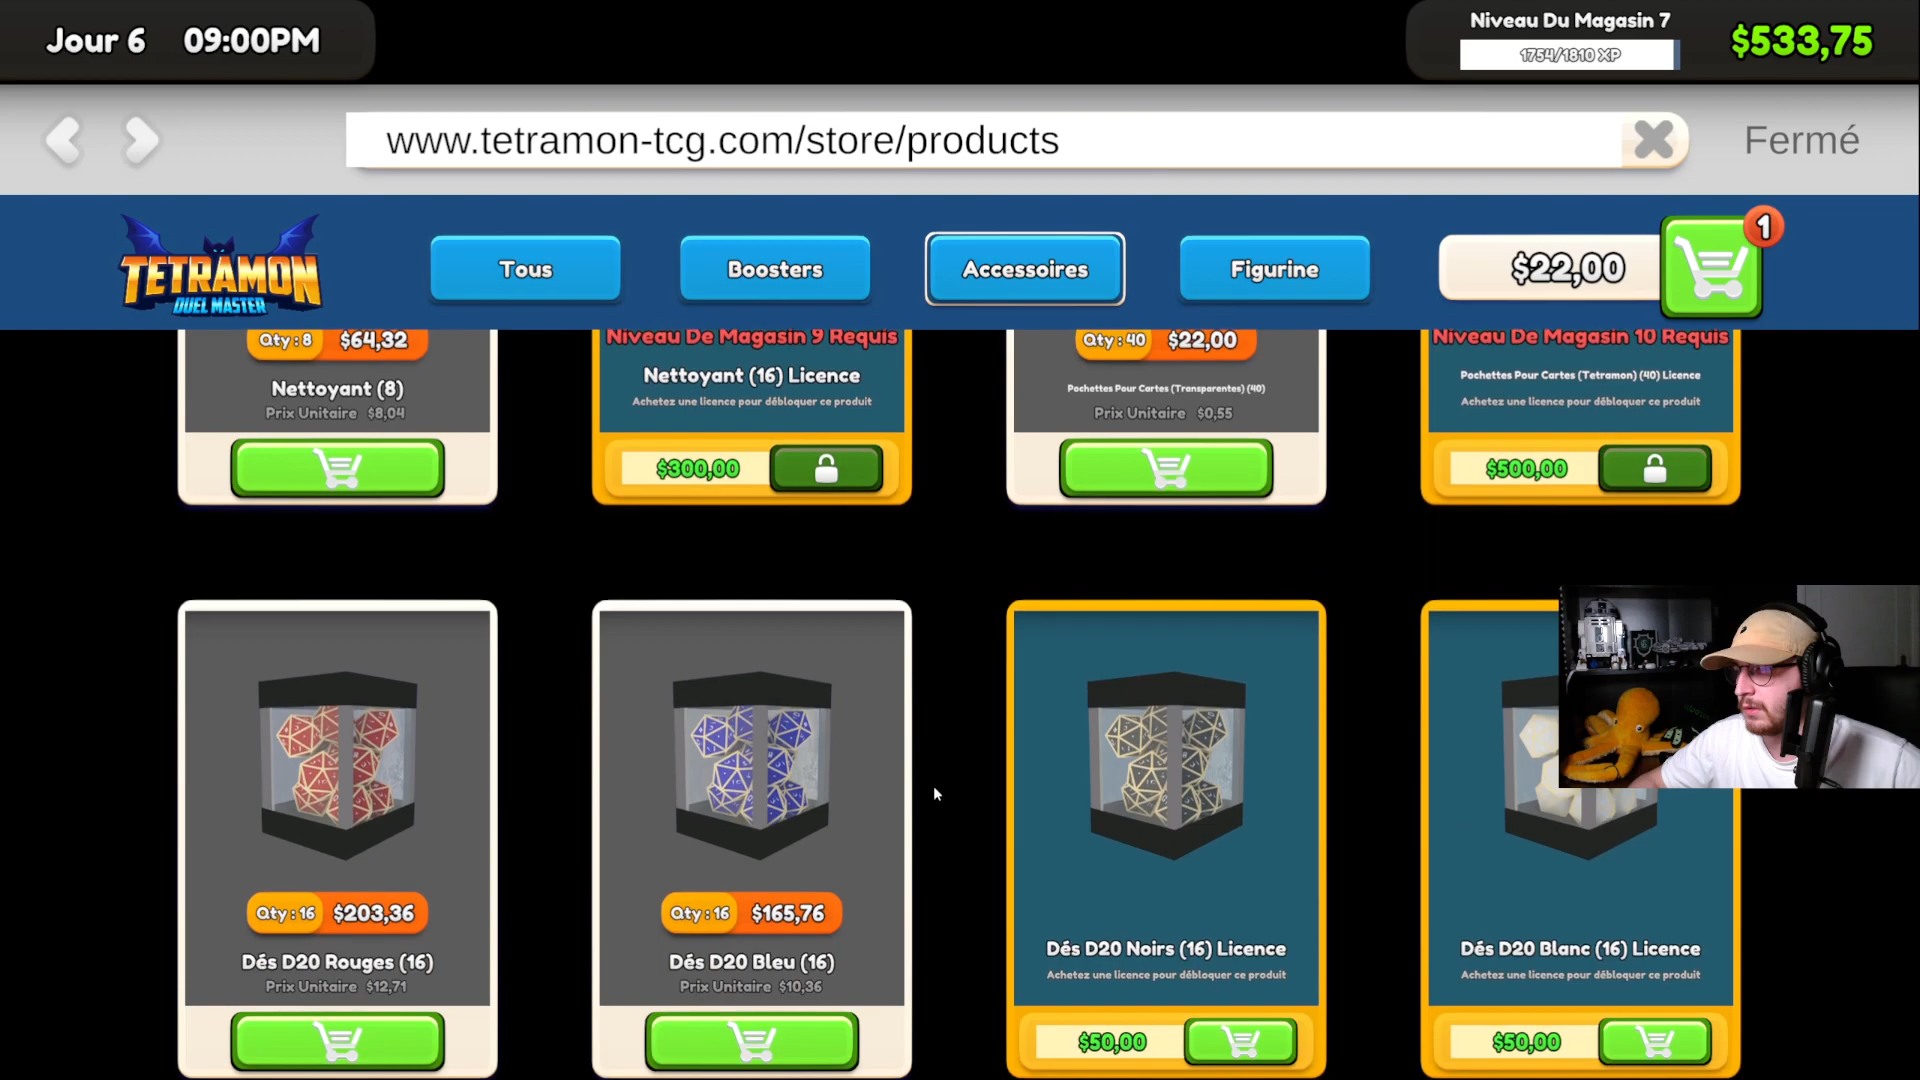 Jour 6 09:00PM
Niveau Du Magasin 7
1754/1810 XP
$533,75
www.tetramon-tcg.com/store/products
Fermé
TETRAMON
DUEL MASTER
Tous
Boosters
Accessoires
Figurine
$22,00
1
Qty : 8 $64,32
Nettoyant (8)
Prix Unitaire $8,04
Niveau De Magasin 9 Requis
Nettoyant (16) Licence
Achetez une licence pour débloquer ce produit
$300,00
Qty : 40 $22,00
Pochettes Pour Cartes (Transparentes) (40)
Prix Unitaire $0,55
Niveau De Magasin 10 Requis
Pochettes Pour Cartes (Tetramon) (40) Licence
Achetez une licence pour débloquer ce produit
$500,00
Qty : 16 $203,36
Dés D20 Rouges (16)
Prix Unitaire $12,71
Qty : 16 $165,76
Dés D20 Bleu (16)
Prix Unitaire $10,36
Dés D20 Noirs (16) Licence
Achetez une licence pour débloquer ce produit
$50,00
Dés D20 Blanc (16) Licence
Achetez une licence pour débloquer ce produit
$50,00